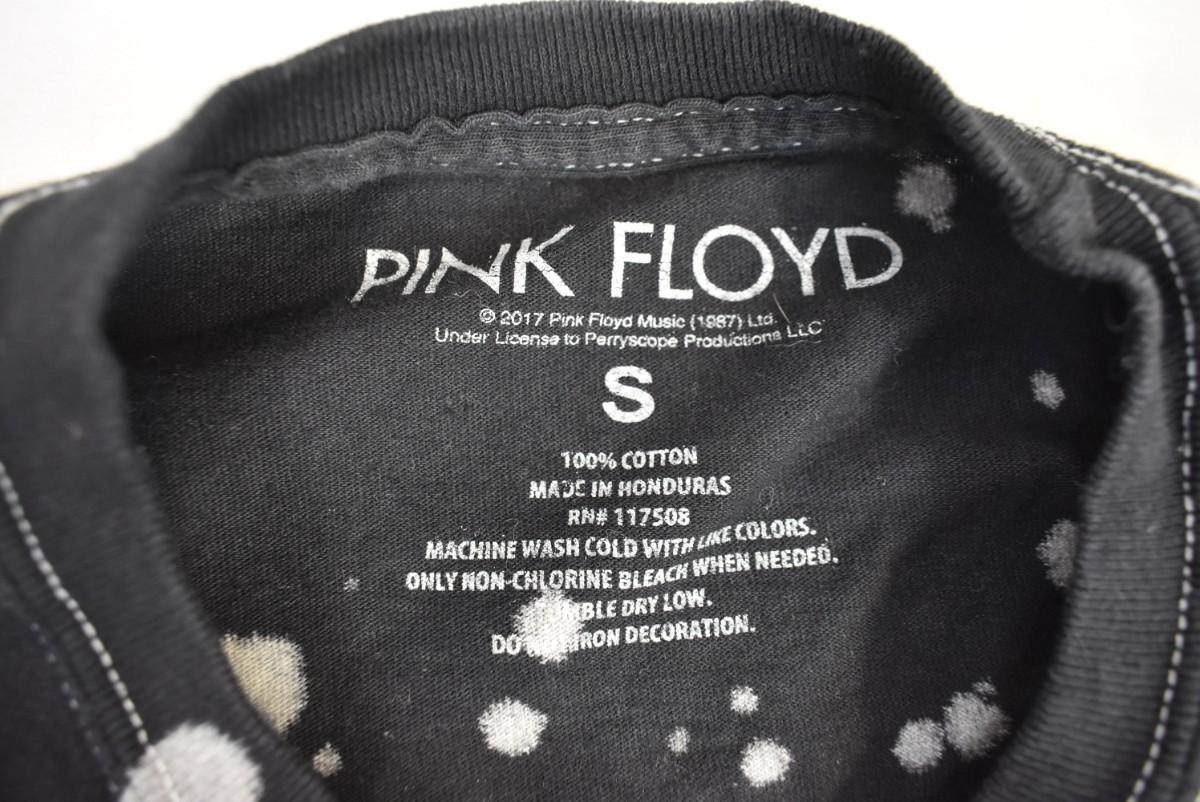 PINK FLOYD
© 2017 Pink Floyd Music (1987) Ltd.
Under License to Perryscope Productions LLC
S
100% COTTON
MADE IN HONDURAS
RN# 117508
MACHINE WASH COLD WITH LIKE COLORS.
ONLY NON-CHLORINE BLEACH WHEN NEEDED.
TUMBLE DRY LOW.
DO NOT IRON DECORATION.